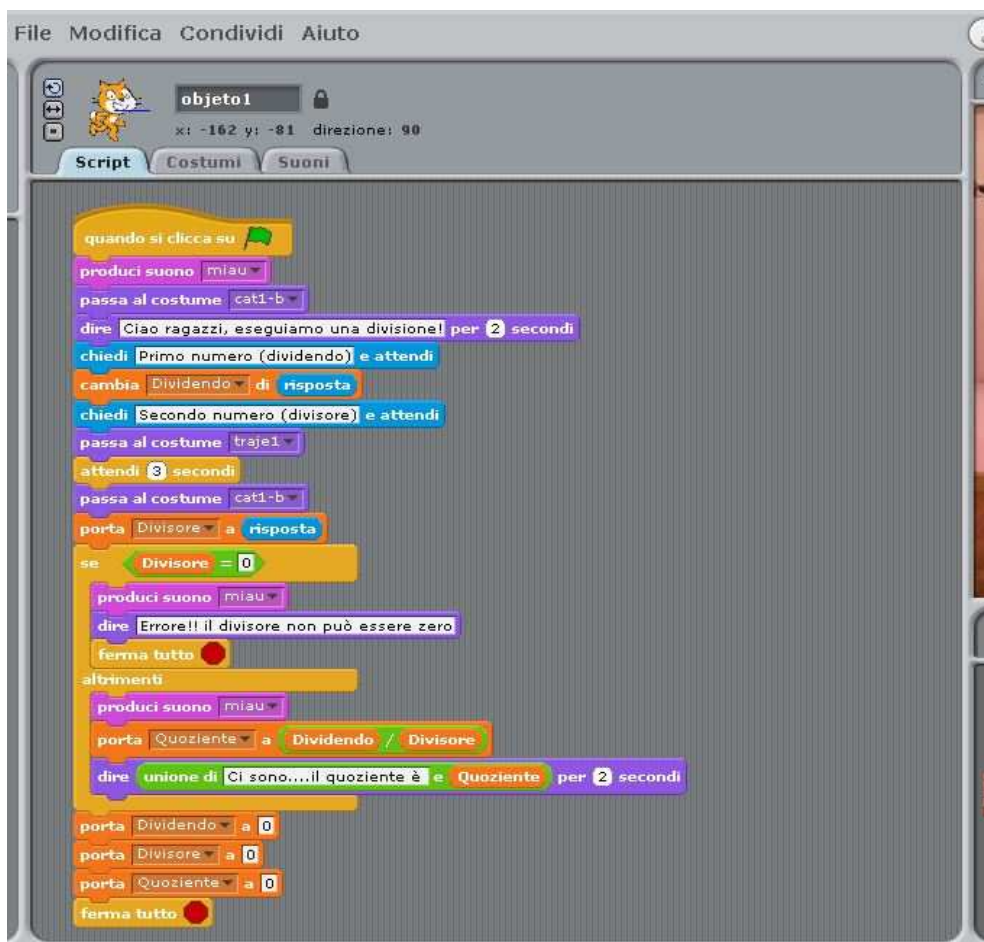 File Modifica Condividi Aiuto
objeto1
x: -162 y: -81 direzione: 90
Script Costumi Suoni
quando si clicca su
produci suono miau
passa al costume cat1-b
dire Ciao ragazzi, eseguiamo una divisione! per 2 secondi
chiedi Primo numero (dividendo) e attendi
cambia Dividendo di risposta
chiedi Secondo numero (divisore) e attendi
passa al costume traje1
attendi 3 secondi
passa al costume cat1-b
porta Divisore a risposta
se Divisore = 0
produci suono miau
dire Errore!! il divisore non può essere zero
ferma tutto
altrimenti
produci suono miau
porta Quoziente a Dividendo / Divisore
dire unione di Ci sono....il quoziente è e Quoziente per 2 secondi
porta Dividendo a 0
porta Divisore a 0
porta Quoziente a 0
ferma tutto